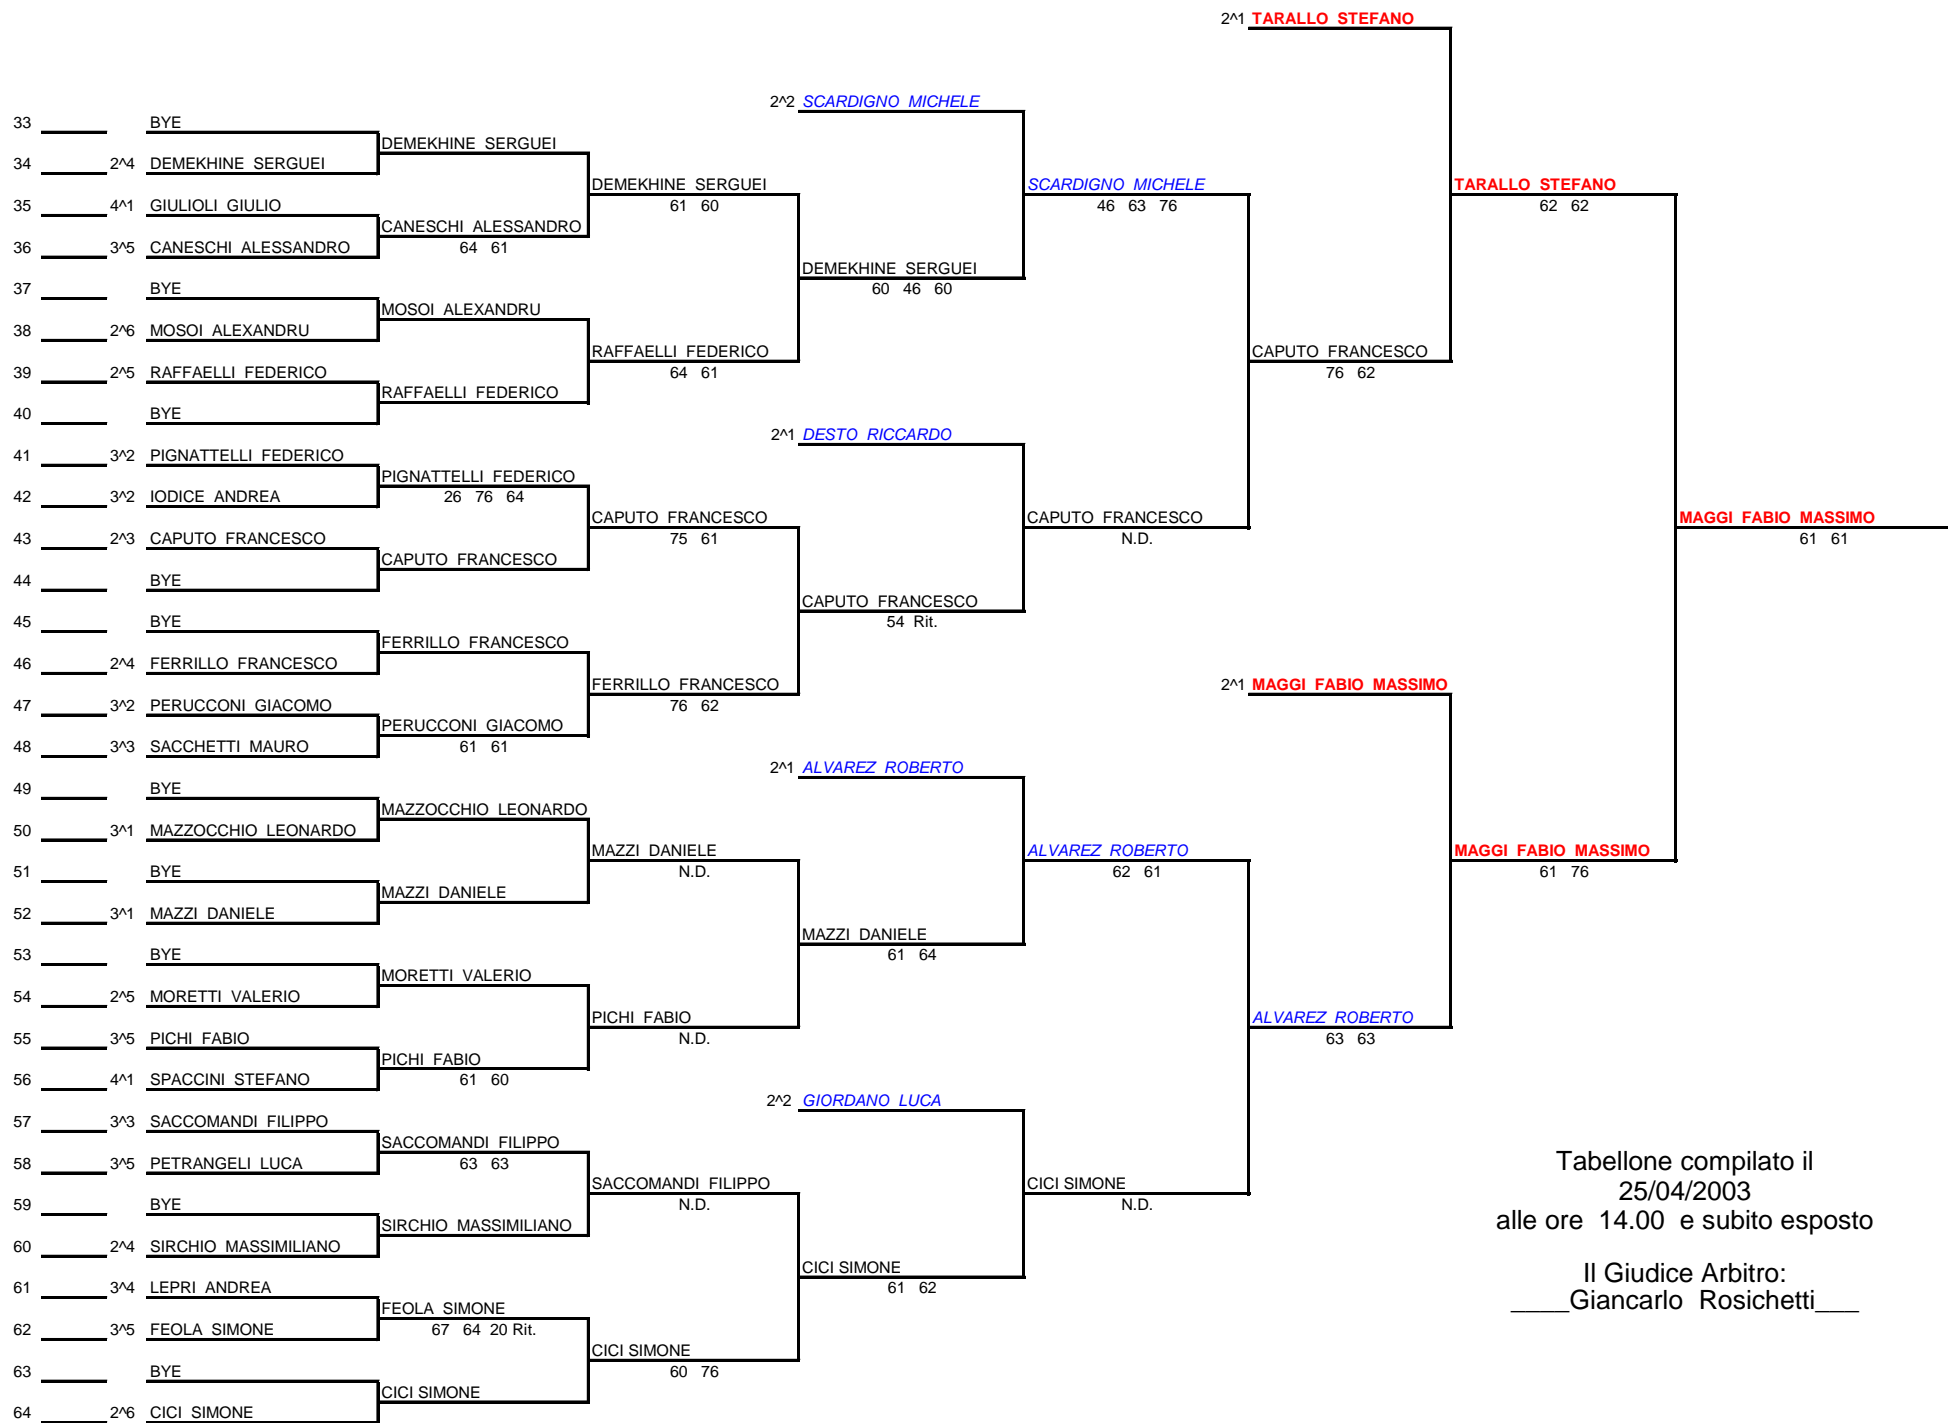 2^1 TARALLO STEFANO
2^2 SCARDIGNO MICHELE
33 BYE
DEMEKHINE SERGUEI
34 2^4 DEMEKHINE SERGUEI
DEMEKHINE SERGUEI SCARDIGNO MICHELE TARALLO STEFANO
35 4^1 GIULIOLI GIULIO 61 60 46 63 76 62 62
CANESCHI ALESSANDRO
36 3^5 CANESCHI ALESSANDRO 64 61
DEMEKHINE SERGUEI
37 BYE 60 46 60
MOSOI ALEXANDRU
38 2^6 MOSOI ALEXANDRU
RAFFAELLI FEDERICO CAPUTO FRANCESCO
39 2^5 RAFFAELLI FEDERICO 64 61 76 62
RAFFAELLI FEDERICO
40 BYE
2^1 DESTO RICCARDO
41 3^2 PIGNATTELLI FEDERICO
PIGNATTELLI FEDERICO
42 3^2 IODICE ANDREA 26 76 64
CAPUTO FRANCESCO CAPUTO FRANCESCO MAGGI FABIO MASSIMO
43 2^3 CAPUTO FRANCESCO 75 61 N.D. 61 61
CAPUTO FRANCESCO
44 BYE
CAPUTO FRANCESCO
45 BYE 54 Rit.
FERRILLO FRANCESCO
46 2^4 FERRILLO FRANCESCO
FERRILLO FRANCESCO 2^1 MAGGI FABIO MASSIMO
47 3^2 PERUCCONI GIACOMO 76 62
PERUCCONI GIACOMO
48 3^3 SACCHETTI MAURO 61 61
2^1 ALVAREZ ROBERTO
49 BYE
MAZZOCCHIO LEONARDO
50 3^1 MAZZOCCHIO LEONARDO
MAZZI DANIELE ALVAREZ ROBERTO MAGGI FABIO MASSIMO
51 BYE N.D. 62 61 61 76
MAZZI DANIELE
52 3^1 MAZZI DANIELE
MAZZI DANIELE
53 BYE 61 64
MORETTI VALERIO
54 2^5 MORETTI VALERIO
PICHI FABIO ALVAREZ ROBERTO
55 3^5 PICHI FABIO N.D. 63 63
PICHI FABIO
56 4^1 SPACCINI STEFANO 61 60
2^2 GIORDANO LUCA
57 3^3 SACCOMANDI FILIPPO
SACCOMANDI FILIPPO
58 3^5 PETRANGELI LUCA 63 63
SACCOMANDI FILIPPO CICI SIMONE
59 BYE N.D. N.D.
SIRCHIO MASSIMILIANO
60 2^4 SIRCHIO MASSIMILIANO
CICI SIMONE
61 3^4 LEPRI ANDREA 61 62
FEOLA SIMONE
62 3^5 FEOLA SIMONE 67 64 20 Rit.
CICI SIMONE
63 BYE 60 76
CICI SIMONE
64 2^6 CICI SIMONE
Tabellone compilato il
25/04/2003
alle ore 14.00 e subito esposto
Il Giudice Arbitro:
____Giancarlo Rosichetti___